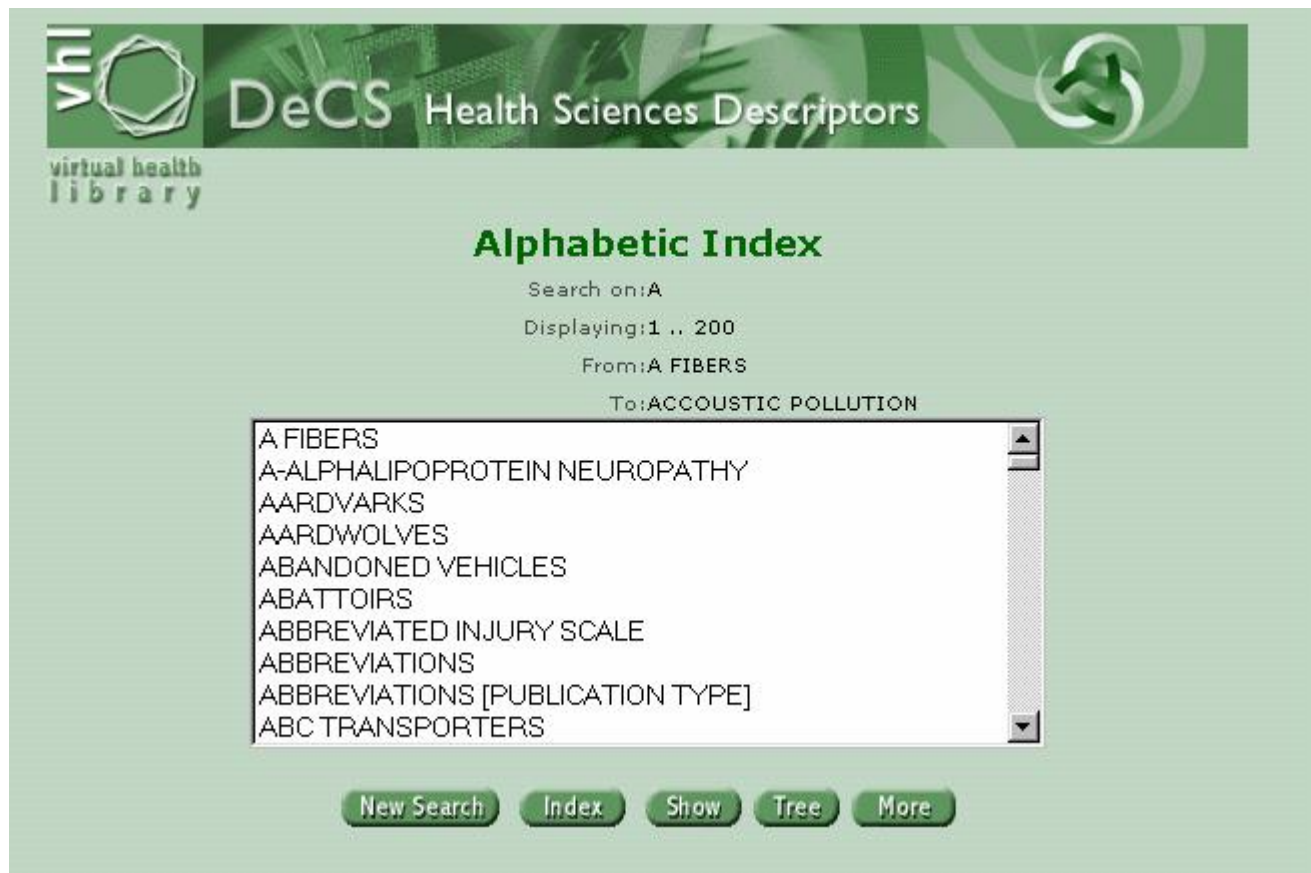 vhl
DeCS Health Sciences Descriptors
virtual health
library
Alphabetic Index
Search on:A
Displaying:1 .. 200
From:A FIBERS
To:ACCOUSTIC POLLUTION
A FIBERS
A-ALPHALIPOPROTEIN NEUROPATHY
AARDVARKS
AARDWOLVES
ABANDONED VEHICLES
ABATTOIRS
ABBREVIATED INJURY SCALE
ABBREVIATIONS
ABBREVIATIONS [PUBLICATION TYPE]
ABC TRANSPORTERS
New Search Index Show Tree More